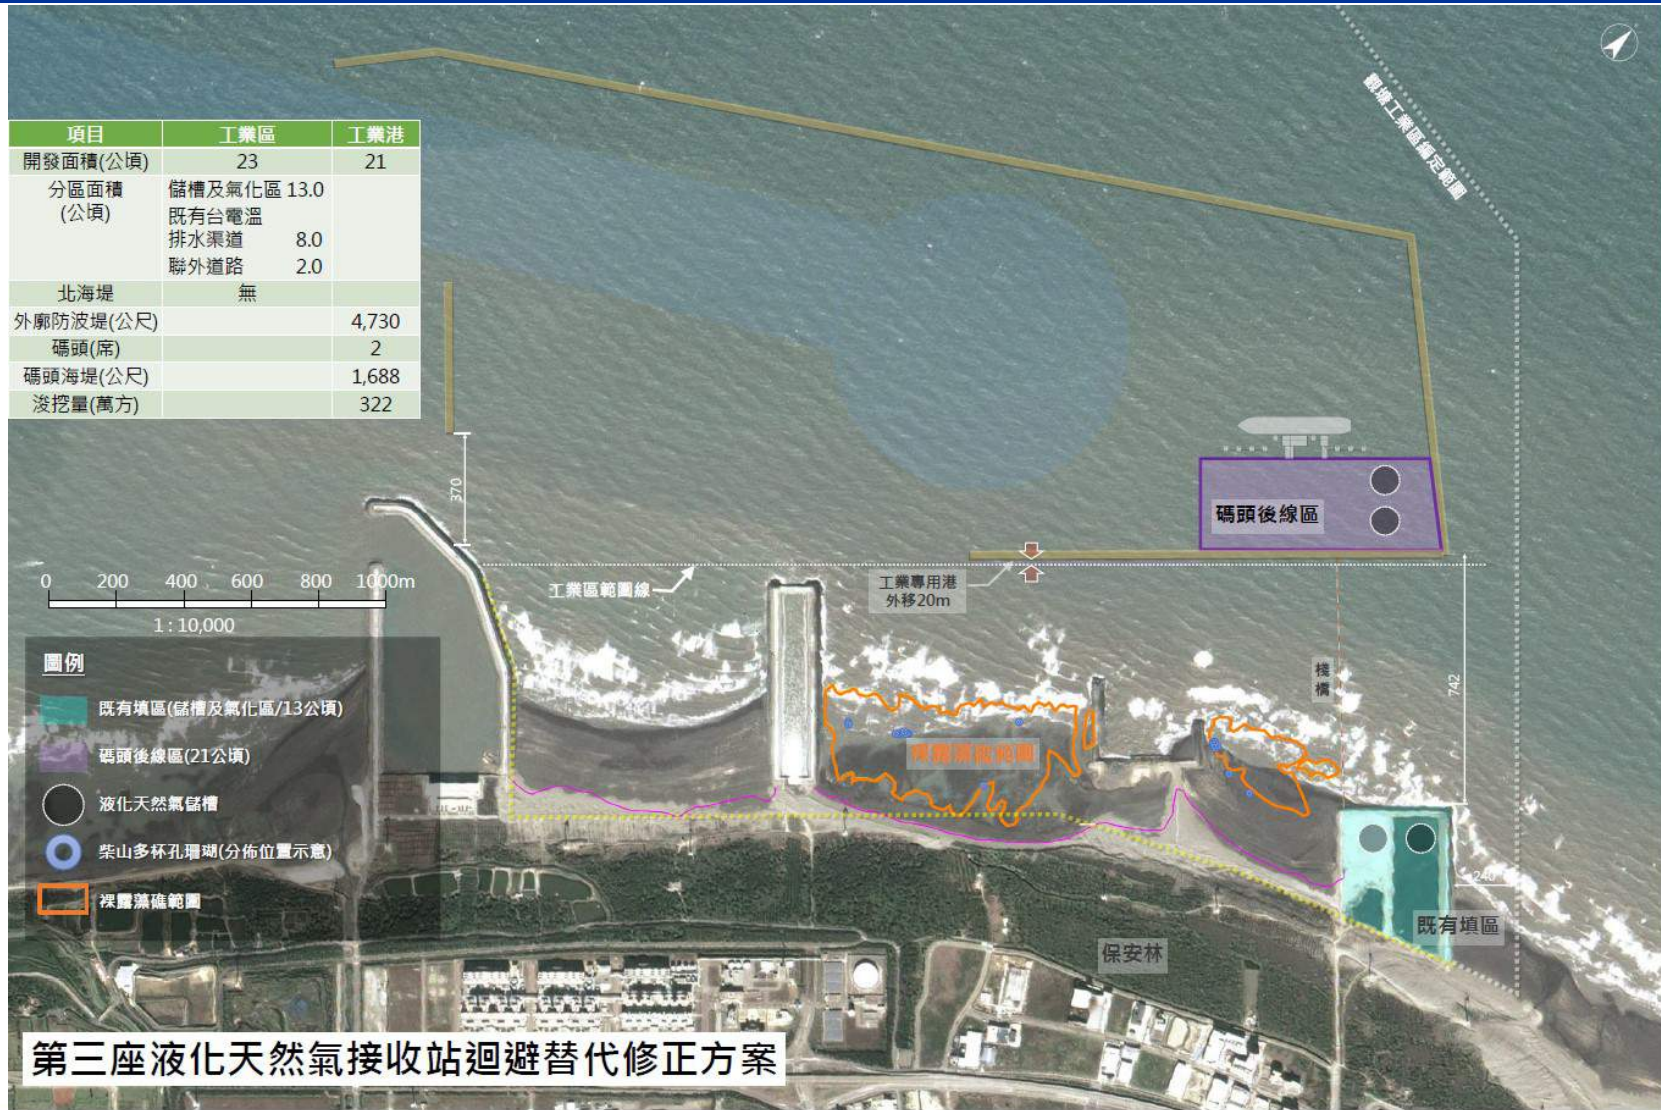 觀塘工業區編定範圍
項目 工業區 工業港
開發面積(公頃) 23 21
分區面積
(公頃)
儲槽及氣化區 13.0
既有台電溫
排水渠道 8.0
聯外道路 2.0
北海堤 無
外廓防波堤(公尺) 4,730
碼頭(席) 2
碼頭海堤(公尺) 1,688
浚挖量(萬方) 322
370
碼頭後線區
0 200 400 600 800 1000m
1 : 10,000
工業區範圍線
工業專用港
外移20m
棧橋
742
圖例
既有填區(儲槽及氣化區/13公頃)
碼頭後線區(21公頃)
液化天然氣儲槽
柴山多杯孔珊瑚(分佈位置示意)
裸露藻礁範圍
裸露藻礁範圍
240
既有填區
保安林
第三座液化天然氣接收站迴避替代修正方案